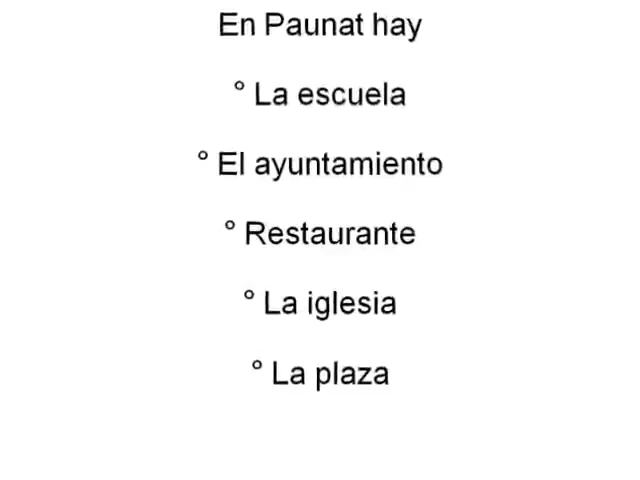 En Paunat hay
° La escuela
° El ayuntamiento
° Restaurante
° La iglesia
° La plaza